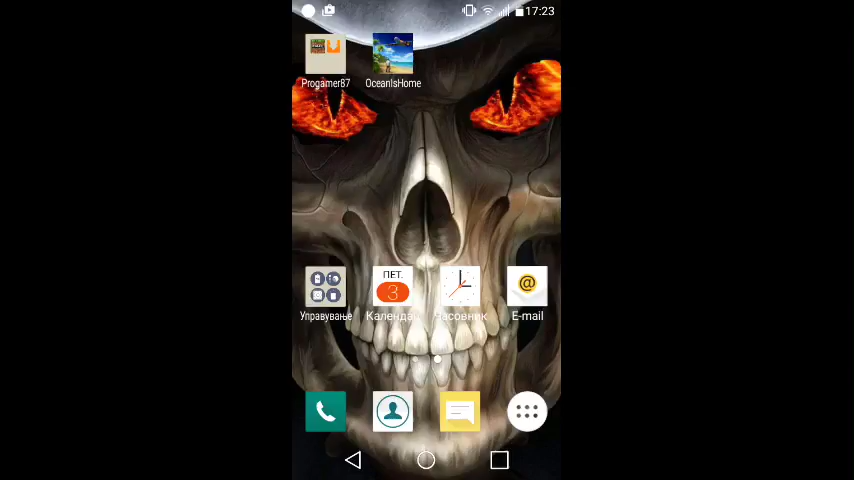 17:23
Progamer87 OceanIsHome
ПЕТ.
3
Управување Календар Часовник E-mail